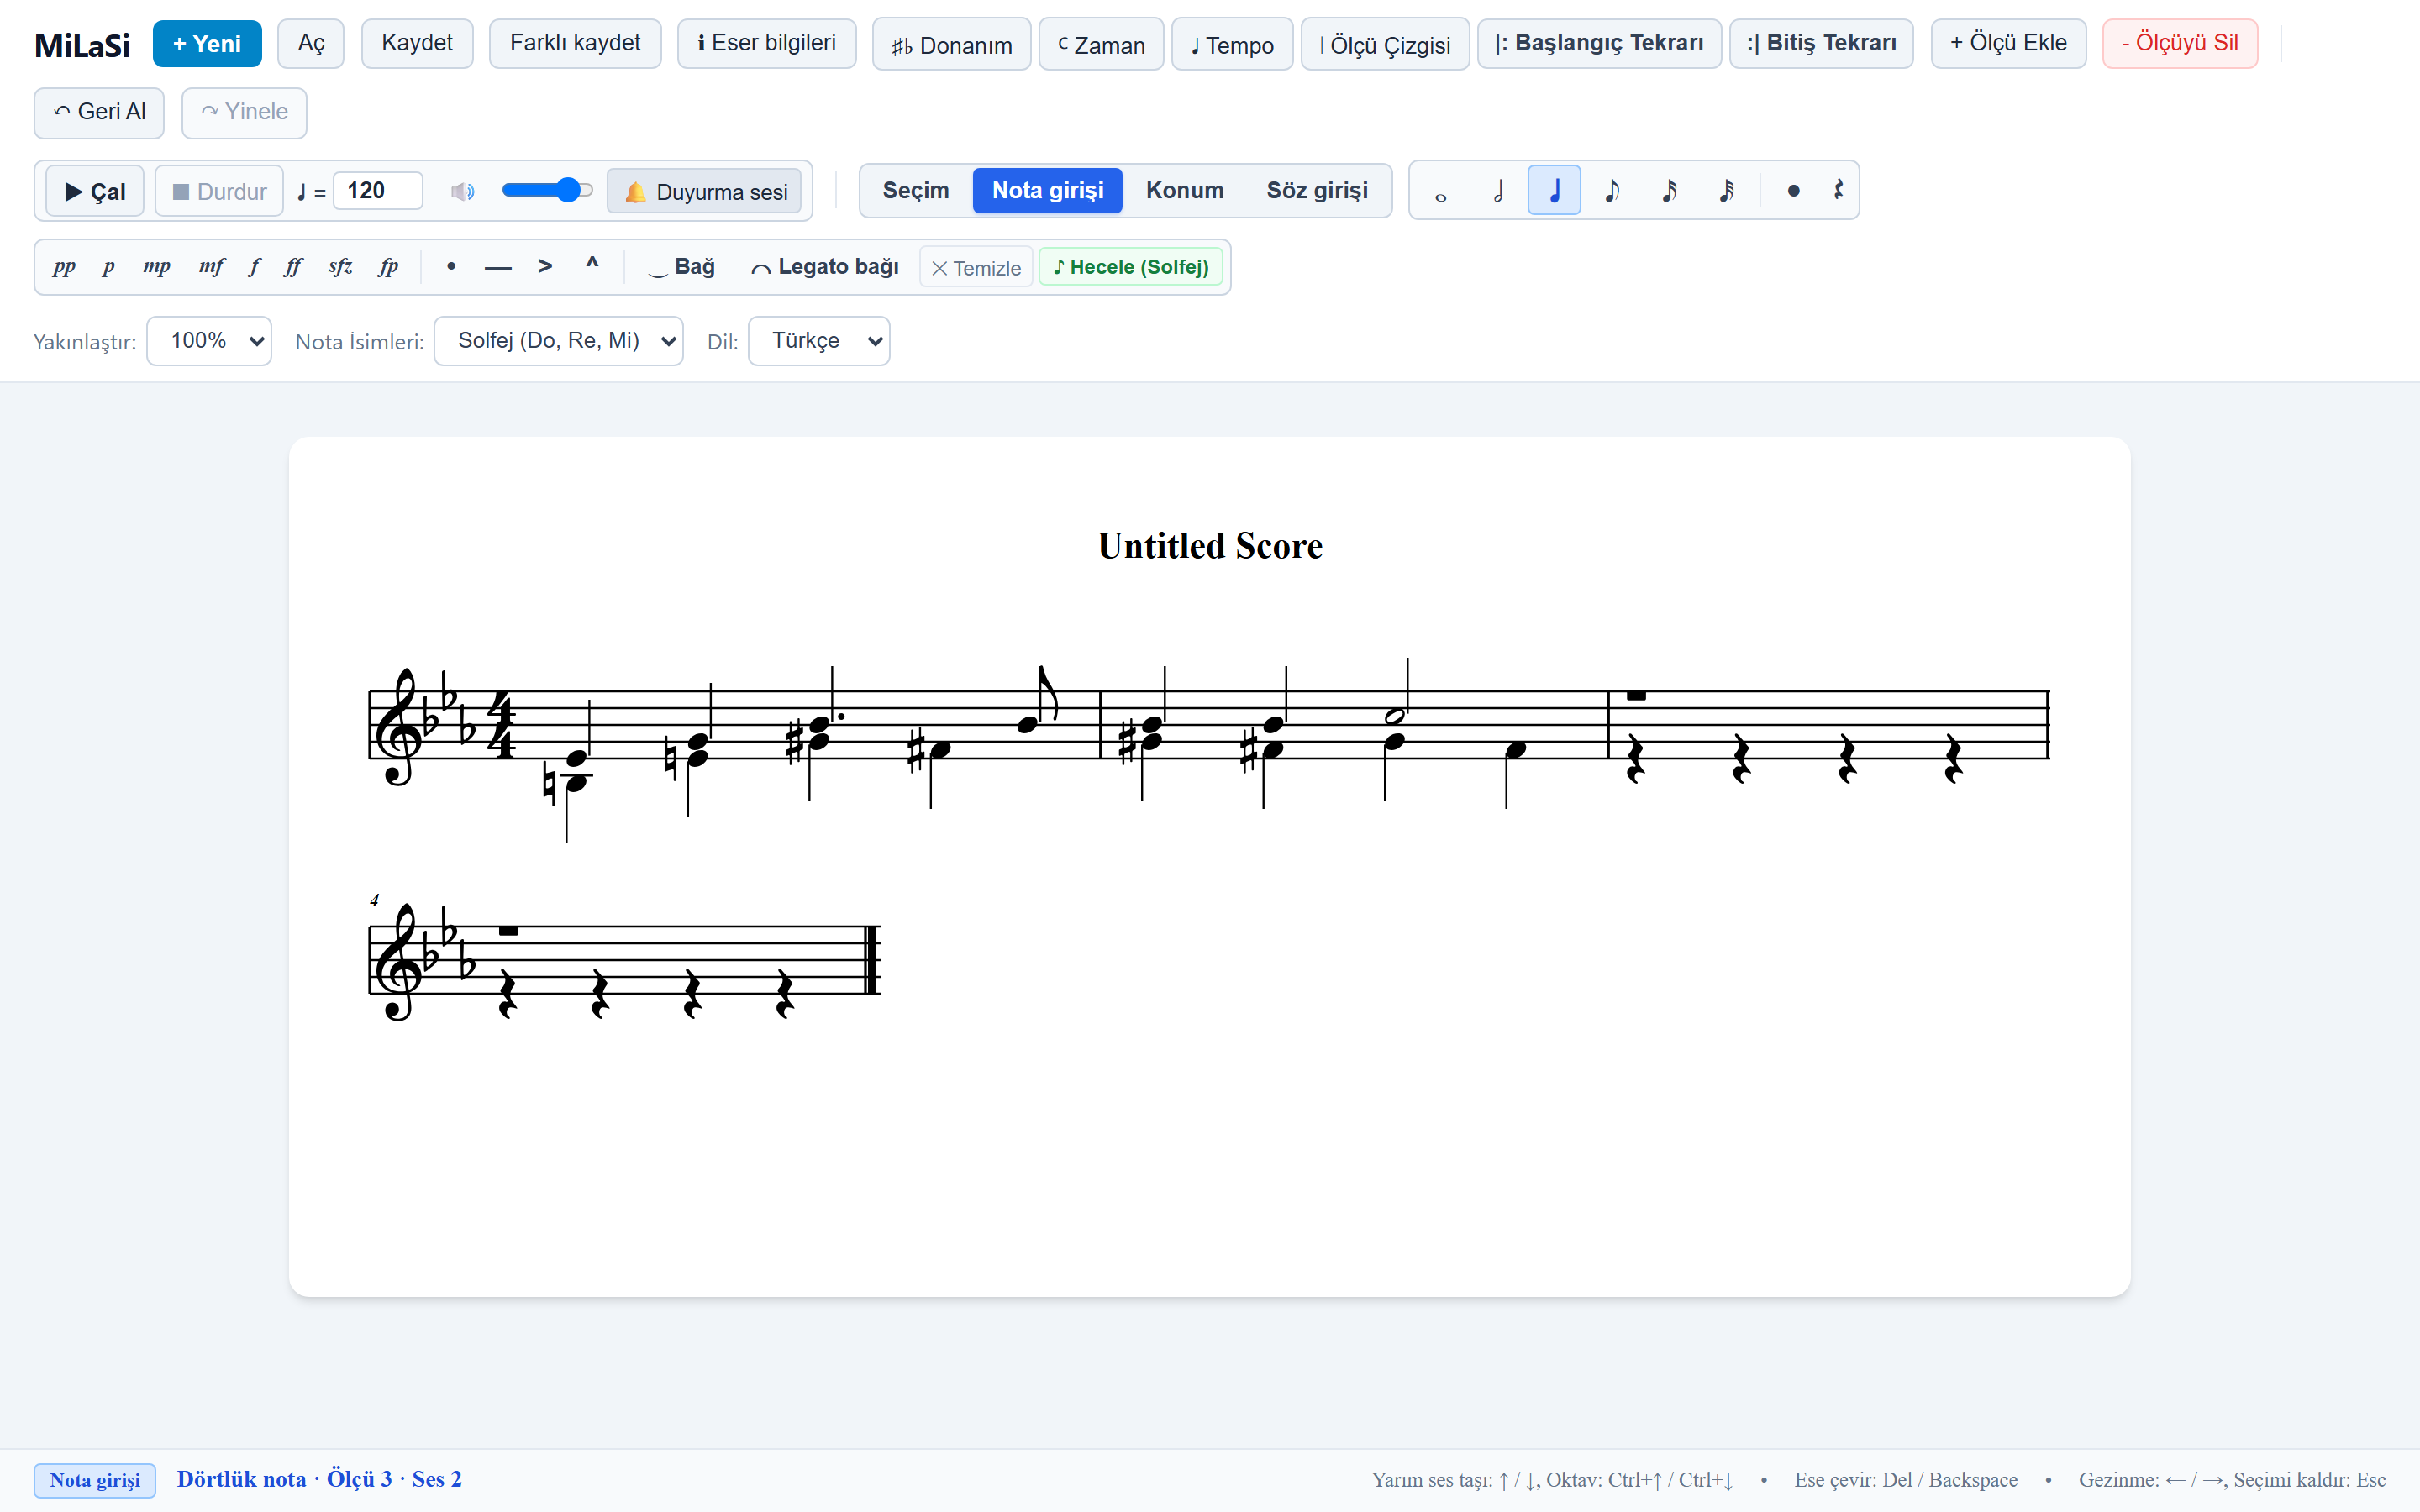 MiLaSi + Yeni Aç Kaydet Farklı kaydet ℹ Eser bilgileri ♯♭ Donanım C Zaman ♩ Tempo | Ölçü Çizgisi |: Başlangıç Tekrarı :| Bitiş Tekrarı + Ölçü Ekle - Ölçüyü Sil
↶ Geri Al ↷ Yinele
▶ Çal ■ Durdur ♩ = 120 🔊 🔔 Duyurma sesi Seçim Nota girişi Konum Söz girişi
pp p mp mf f ff sfz fp • — > ^ ‿ Bağ ⌒ Legato bağı × Temizle ♪ Hecele (Solfej)
Yakınlaştır: 100% Nota İsimleri: Solfej (Do, Re, Mi) Dil: Türkçe
Untitled Score
4
4
4
Nota girişi Dörtlük nota · Ölçü 3 · Ses 2 Yarım ses taşı: ↑ / ↓, Oktav: Ctrl+↑ / Ctrl+↓ • Ese çevir: Del / Backspace • Gezinme: ← / →, Seçimi kaldır: Esc